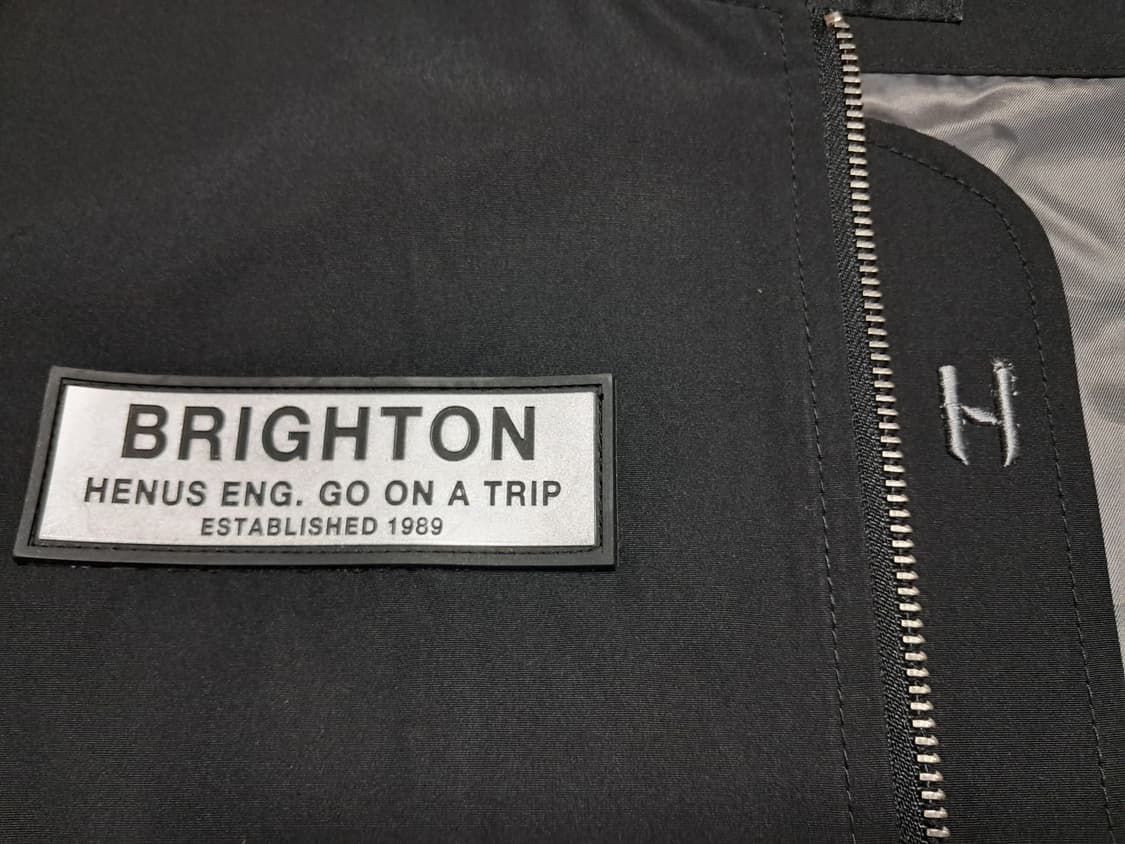 BRIGHTON
HENUS ENG. GO ON A TRIP
ESTABLISHED 1989
H